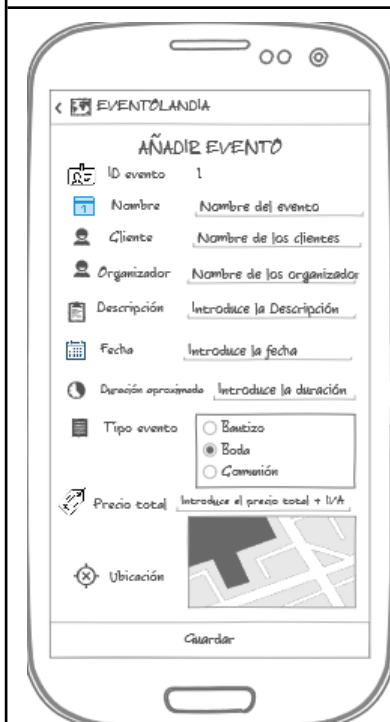 EVENTOLANDIA
AÑADIR EVENTO
ID evento 1
1
Nombre Nombre del evento
Cliente Nombre de los clientes
Organizador Nombre de los organizador
Descripción Introduce la Descripción
Fecha Introduce la fecha
Duración aproximada Introduce la duración
Tipo evento Bautizo
Boda
Comunión
Precio total Introduce el precio total + IVA
Ubicación
Guardar